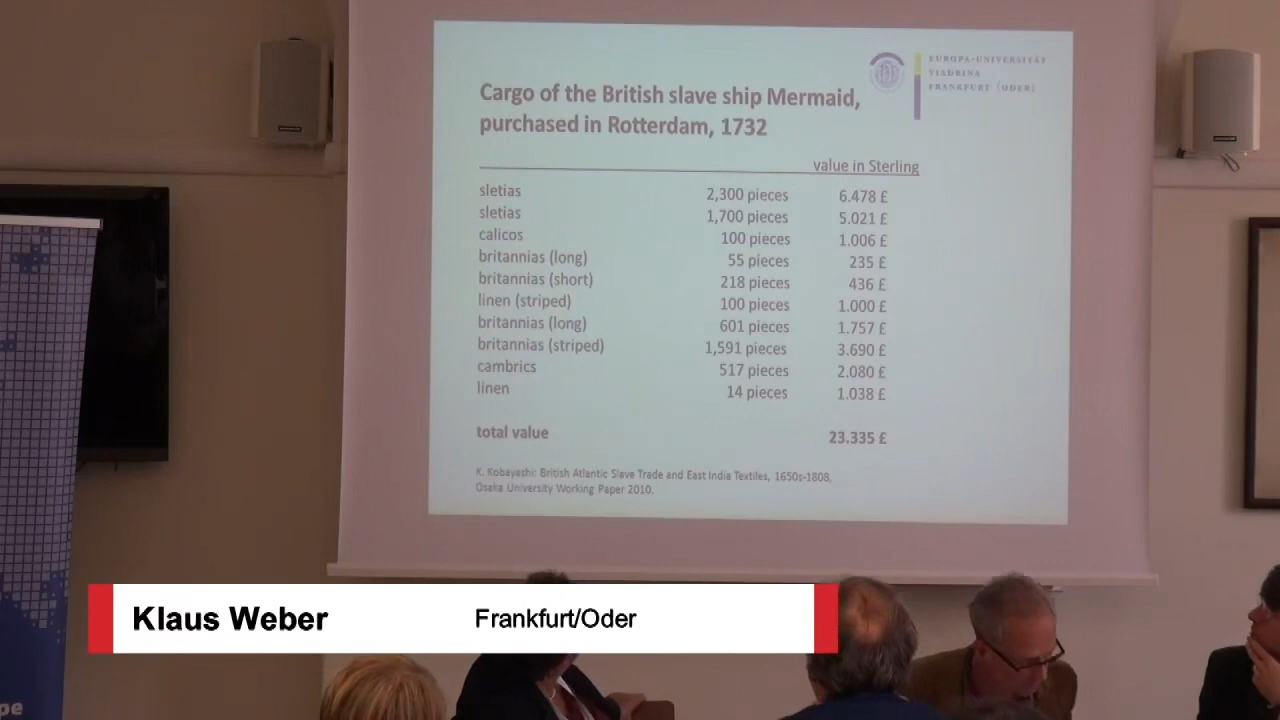 EUROPA-UNIVERSITÄT
VIADRINA
FRANKFURT (ODER)
Cargo of the British slave ship Mermaid,
purchased in Rotterdam, 1732
value in Sterling
sletias 2,300 pieces 6.478 £
sletias 1,700 pieces 5.021 £
calicos 100 pieces 1.006 £
britannias (long) 55 pieces 235 £
britannias (short) 218 pieces 436 £
linen (striped) 100 pieces 1.000 £
britannias (long) 601 pieces 1.757 £
britannias (striped) 1,591 pieces 3.690 £
cambrics 517 pieces 2.080 £
linen 14 pieces 1.038 £
total value 23.335 £
K. Kobayashi: British Atlantic Slave Trade and East India Textiles, 1650s-1808,
Osaka University Working Paper 2010.
Klaus Weber Frankfurt/Oder
pe